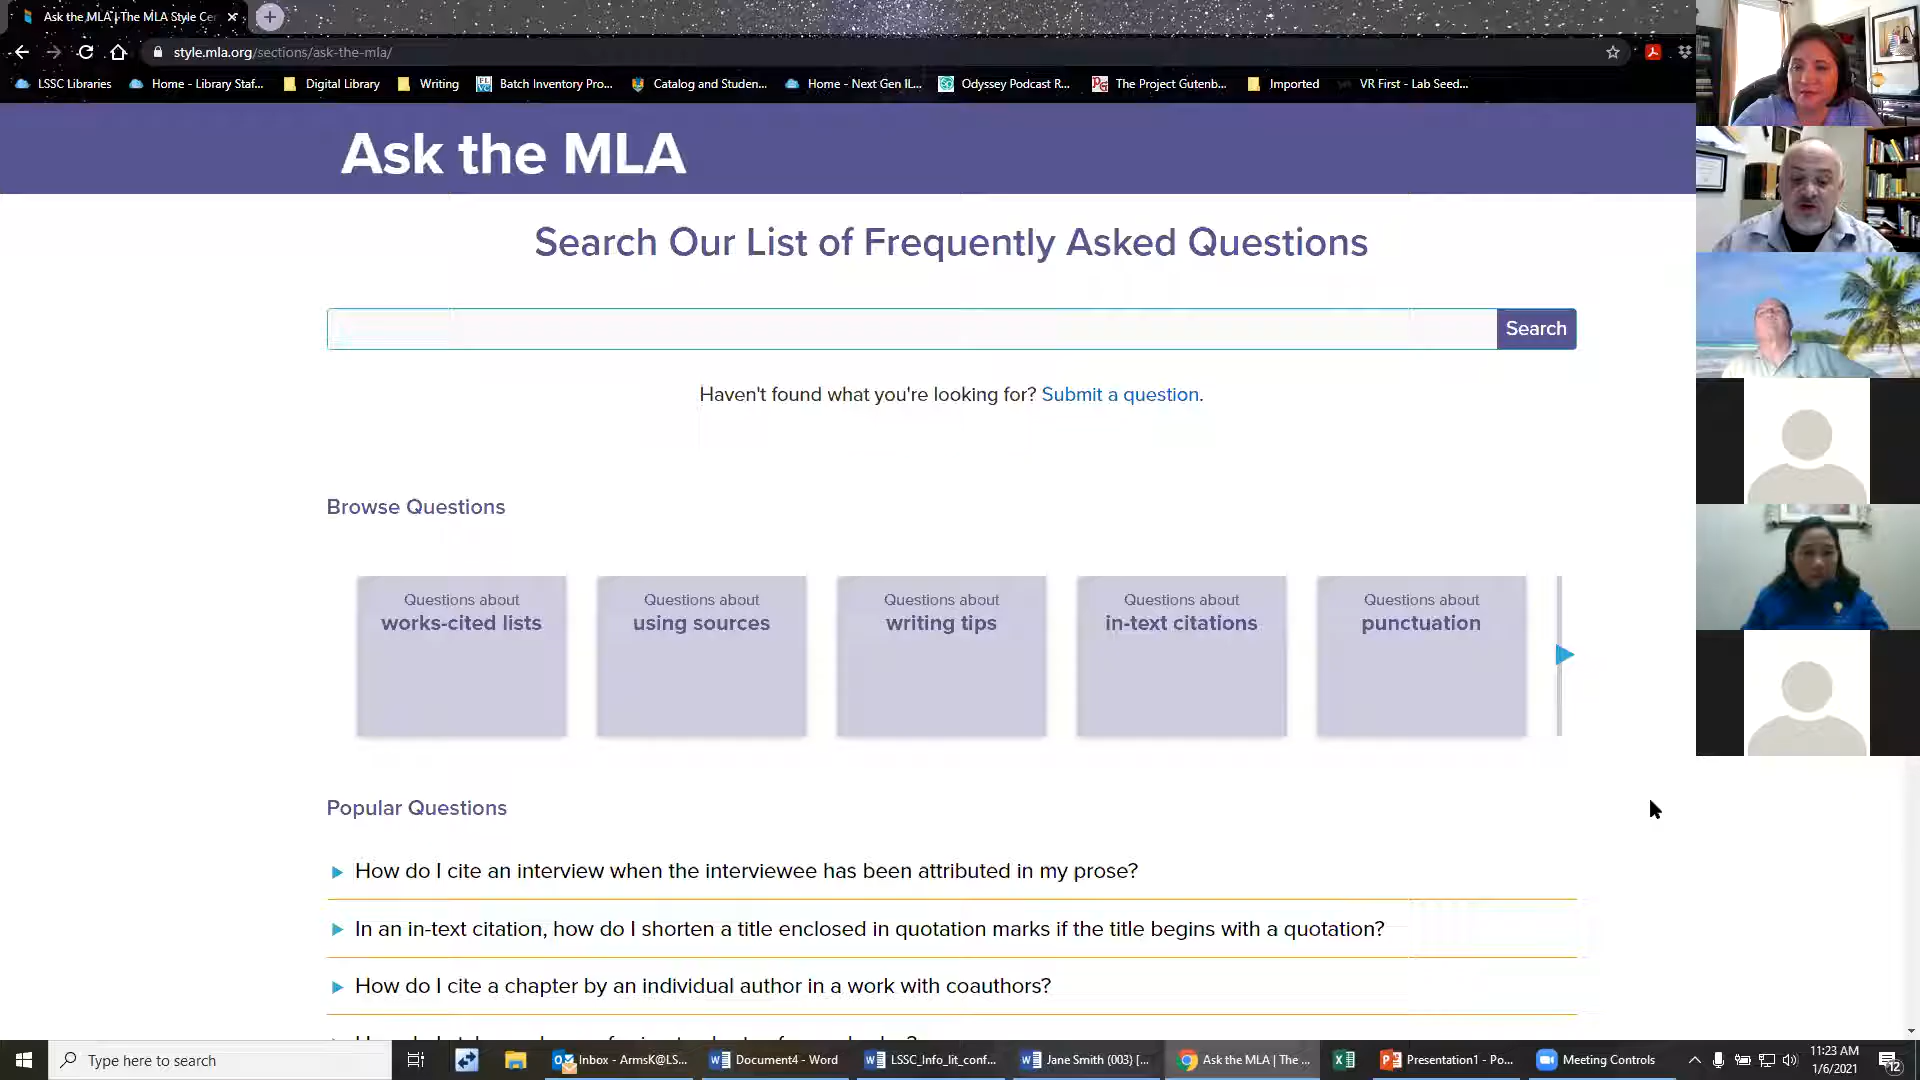 Ask the MLA | The MLA Style Cen
style.mla.org/sections/ask-the-mla/
LSSC Libraries
Home - Library Staf...
Digital Library
Writing
Batch Inventory Pro...
Catalog and Studen...
Home - Next Gen IL...
Odyssey Podcast R...
The Project Gutenb...
Imported
VR First - Lab Seed...
Ask the MLA
Search Our List of Frequently Asked Questions
Search
Haven't found what you're looking for? Submit a question.
Browse Questions
Questions about
works-cited lists
Questions about
using sources
Questions about
writing tips
Questions about
in-text citations
Questions about
punctuation
Popular Questions
How do I cite an interview when the interviewee has been attributed in my prose?
In an in-text citation, how do I shorten a title enclosed in quotation marks if the title begins with a quotation?
How do I cite a chapter by an individual author in a work with coauthors?
Type here to search
Inbox - ArmsK@LS...
Document4 - Word
LSSC_Info_lit_conf...
Jane Smith (003) [...
Ask the MLA | The ...
Presentation1 - Po...
Meeting Controls
11:23 AM
1/6/2021
12